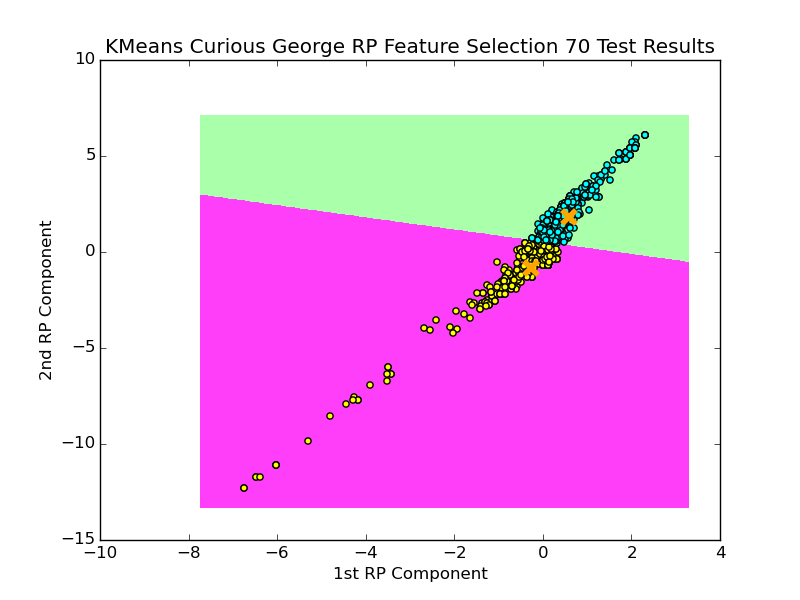 KMeans Curious George RP Feature Selection 70 Test Results
10
5
0
−5
−10
−15
2nd RP Component
−10 −8 −6 −4 −2 0 2 4
1st RP Component